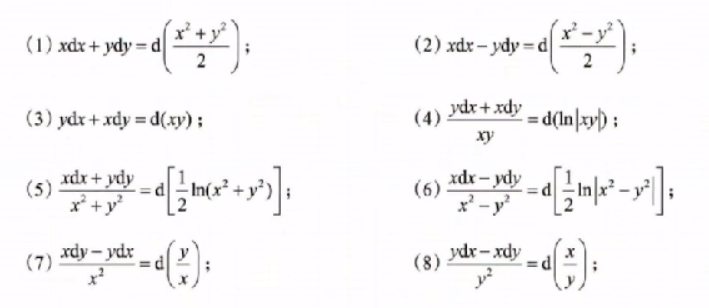 (1) xdx + ydy = d((x² + y²)/2) ;
(2) xdx − ydy = d((x² − y²)/2) ;
(3) ydx + xdy = d(xy) ;
(4) (ydx + xdy)/xy = d(ln|xy|) ;
(5) (xdx + ydy)/(x² + y²) = d[1/2 ln(x² + y²)] ;
(6) (xdx − ydy)/(x² − y²) = d[1/2 ln|x² − y²|] ;
(7) (xdy − ydx)/x² = d(y/x) ;
(8) (ydx − xdy)/y² = d(x/y) ;